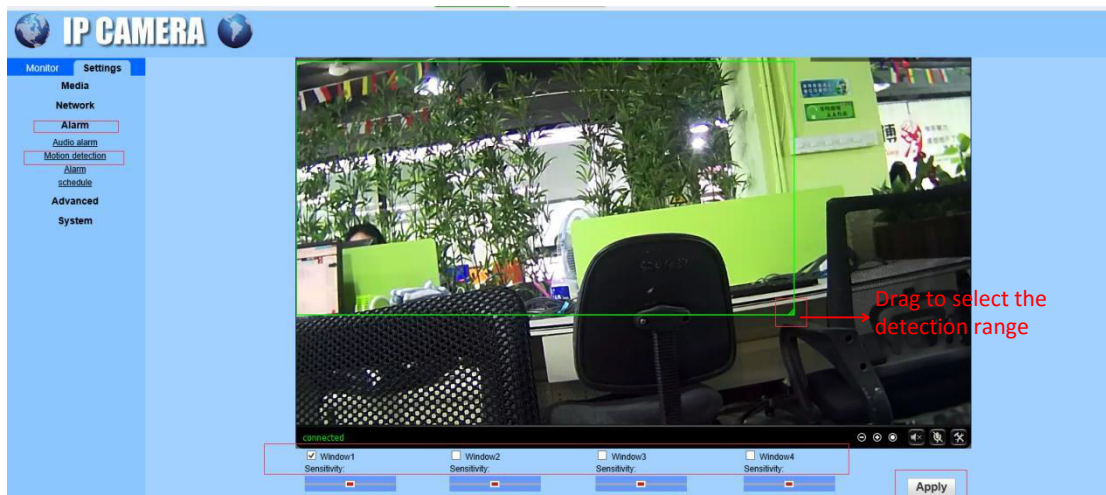 IP CAMERA
Monitor Settings
Media
Network
Alarm
Audio alarm
Motion detection
Alarm
schedule
Advanced
System
博
Drag to select the
detection range
connected
Window1 Window2 Window3 Window4
Sensitivity: Sensitivity: Sensitivity: Sensitivity:
Apply